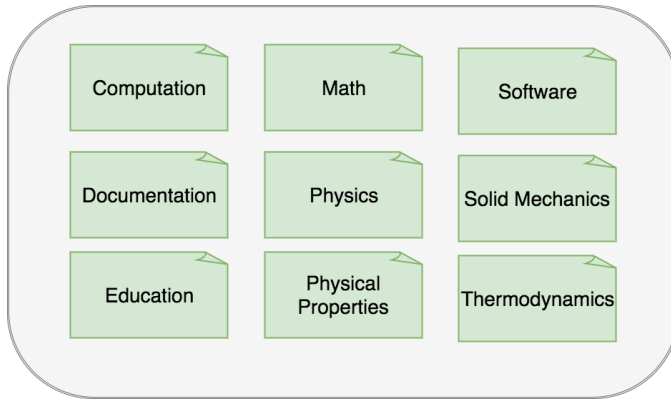 Computation
Math
Software
Documentation
Physics
Solid Mechanics
Education
Physical
Properties
Thermodynamics